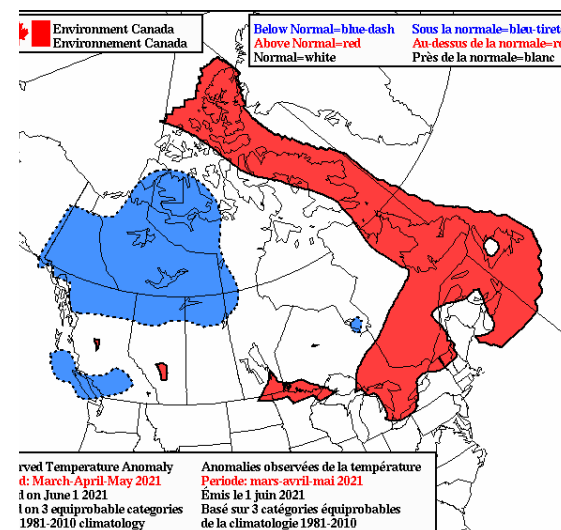 Environment Canada
Environnement Canada
Below Normal=blue-dash
Above Normal=red
Normal=white
Sous la normale=bleu-tiret
Au-dessus de la normale=ro
Près de la normale=blanc
rved Temperature Anomaly
d: March-April-May 2021
d on June 1 2021
l on 3 equiprobable categories
1981-2010 climatology
Anomalies observées de la température
Periode: mars-avril-mai 2021
Émis le 1 juin 2021
Basé sur 3 catégories équiprobables
de la climatologie 1981-2010